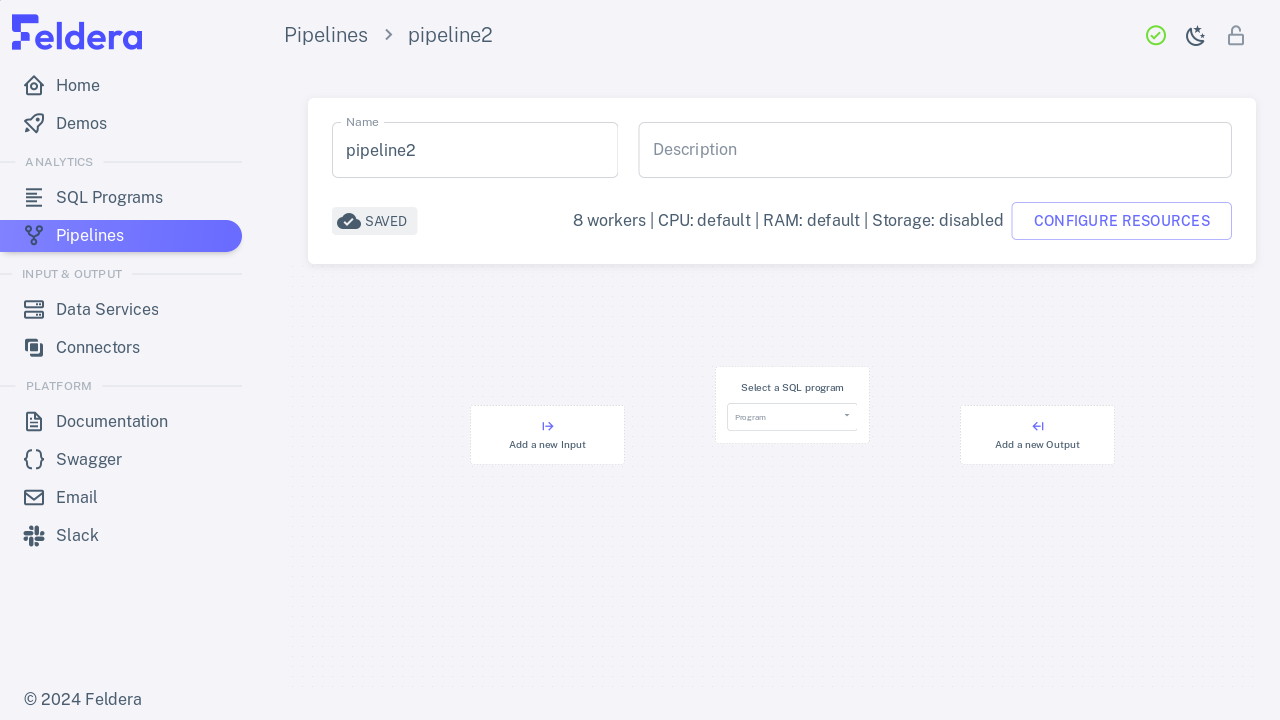 Feldera
Pipelines
pipeline2
Home
Demos
ANALYTICS
SQL Programs
Pipelines
INPUT & OUTPUT
Data Services
Connectors
PLATFORM
Documentation
Swagger
Email
Slack
© 2024 Feldera
Name
pipeline2
Description
SAVED
8 workers | CPU: default | RAM: default | Storage: disabled
CONFIGURE RESOURCES
Add a new Input
Select a SQL program
Program
Add a new Output